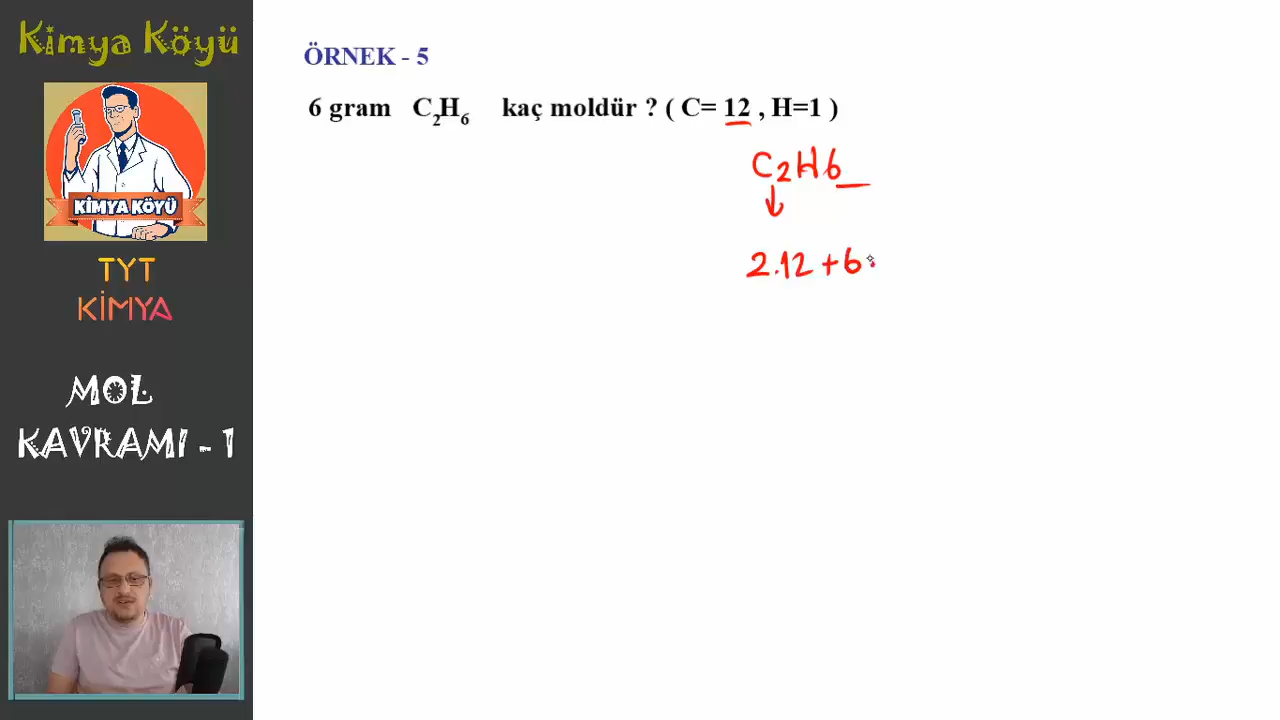 Kimya Köyü
KİMYA KÖYÜ
TYT
KİMYA
MOL
KAVRAMI - 1
ÖRNEK - 5
6 gram C₂H₆ kaç moldür ? ( C= 12 , H=1 )
C2H6
2.12 +6.